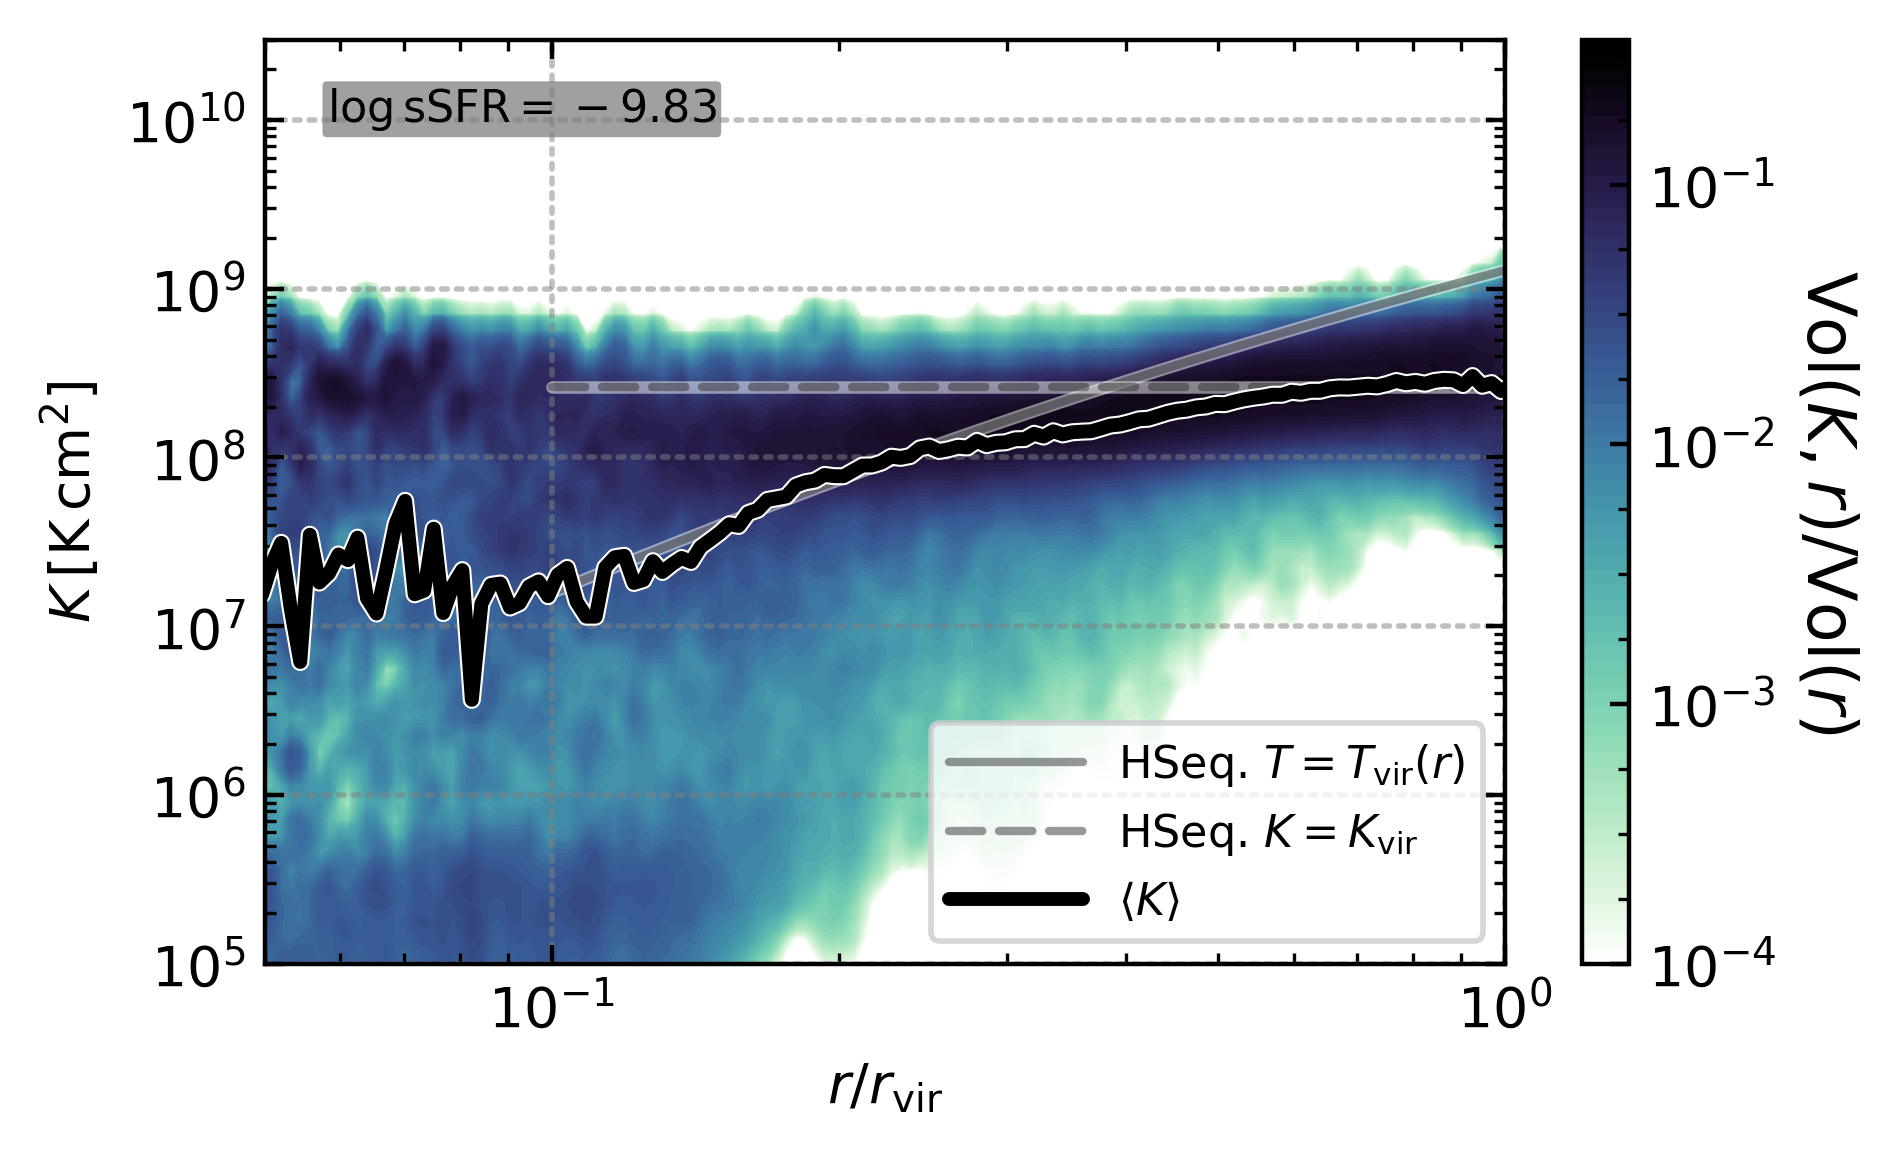 log sSFR = −9.83
10¹⁰
10⁹
10⁸
10⁷
10⁶
10⁵
K [K cm²]
10⁻¹
10⁰
r/r_vir
HSeq. T = T_vir(r)
HSeq. K = K_vir
⟨K⟩
10⁻¹
10⁻²
10⁻³
10⁻⁴
Vol(K, r)/Vol(r)